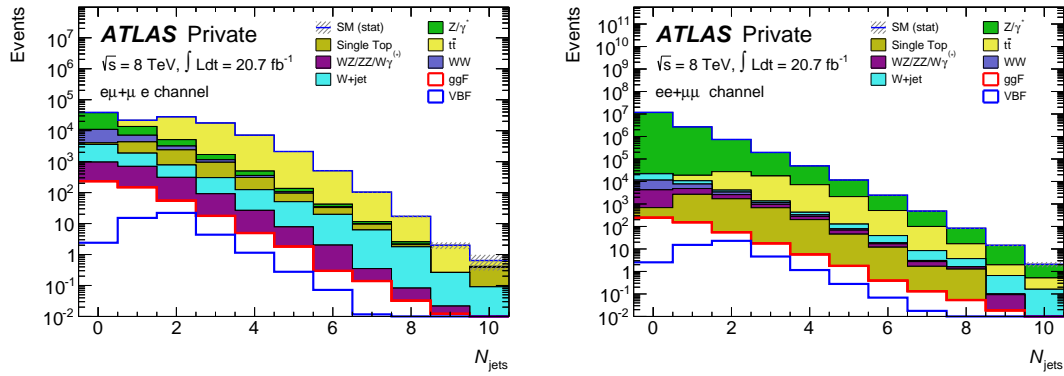 Events
10^7
10^6
10^5
10^4
10^3
10^2
10
1
10^-1
10^-2
ATLAS Private
√s = 8 TeV, ∫ Ldt = 20.7 fb^-1
eμ+μ e channel
SM (stat)
Z/γ^*
Single Top
tt̄
WZ/ZZ/Wγ^(*)
WW
W+jet
ggF
VBF
0 2 4 6 8 10
N_jets
Events
10^11
10^10
10^9
10^8
10^7
10^6
10^5
10^4
10^3
10^2
10
1
10^-1
10^-2
ATLAS Private
√s = 8 TeV, ∫ Ldt = 20.7 fb^-1
ee+μμ channel
SM (stat)
Z/γ^*
Single Top
tt̄
WZ/ZZ/Wγ^(*)
WW
W+jet
ggF
VBF
0 2 4 6 8 10
N_jets